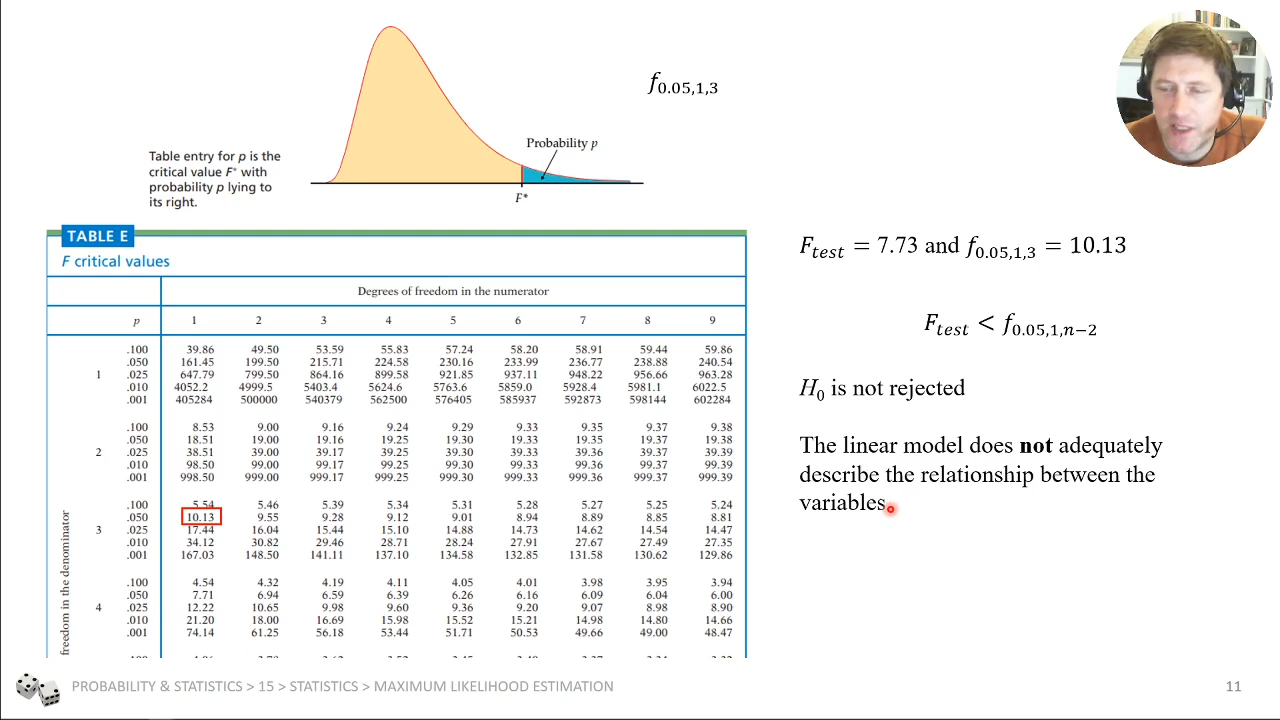 f0.05,1,3
Probability p
Table entry for p is the
critical value F* with
probability p lying to
its right.
F*
TABLE E
F critical values
Degrees of freedom in the numerator
p 1 2 3 4 5 6 7 8 9
.100 39.86 49.50 53.59 55.83 57.24 58.20 58.91 59.44 59.86
.050 161.45 199.50 215.71 224.58 230.16 233.99 236.77 238.88 240.54
1 .025 647.79 799.50 864.16 899.58 921.85 937.11 948.22 956.66 963.28
.010 4052.2 4999.5 5403.4 5624.6 5763.6 5859.0 5928.4 5981.1 6022.5
.001 405284 500000 540379 562500 576405 585937 592873 598144 602284
.100 8.53 9.00 9.16 9.24 9.29 9.33 9.35 9.37 9.38
.050 18.51 19.00 19.16 19.25 19.30 19.33 19.35 19.37 19.38
2 .025 38.51 39.00 39.17 39.25 39.30 39.33 39.36 39.37 39.39
.010 98.50 99.00 99.17 99.25 99.30 99.33 99.36 99.37 99.39
.001 998.50 999.00 999.17 999.25 999.30 999.33 999.36 999.37 999.39
.100 5.54 5.46 5.39 5.34 5.31 5.28 5.27 5.25 5.24
.050 10.13 9.55 9.28 9.12 9.01 8.94 8.89 8.85 8.81
3 .025 17.44 16.04 15.44 15.10 14.88 14.73 14.62 14.54 14.47
.010 34.12 30.82 29.46 28.71 28.24 27.91 27.67 27.49 27.35
.001 167.03 148.50 141.11 137.10 134.58 132.85 131.58 130.62 129.86
.100 4.54 4.32 4.19 4.11 4.05 4.01 3.98 3.95 3.94
.050 7.71 6.94 6.59 6.39 6.26 6.16 6.09 6.04 6.00
4 .025 12.22 10.65 9.98 9.60 9.36 9.20 9.07 8.98 8.90
.010 21.20 18.00 16.69 15.98 15.52 15.21 14.98 14.80 14.66
.001 74.14 61.25 56.18 53.44 51.71 50.53 49.66 49.00 48.47
freedom in the denominator
Ftest = 7.73 and f0.05,1,3 = 10.13
Ftest < f0.05,1,n−2
H0 is not rejected
The linear model does not adequately
describe the relationship between the
variables.
PROBABILITY & STATISTICS > 15 > STATISTICS > MAXIMUM LIKELIHOOD ESTIMATION
11